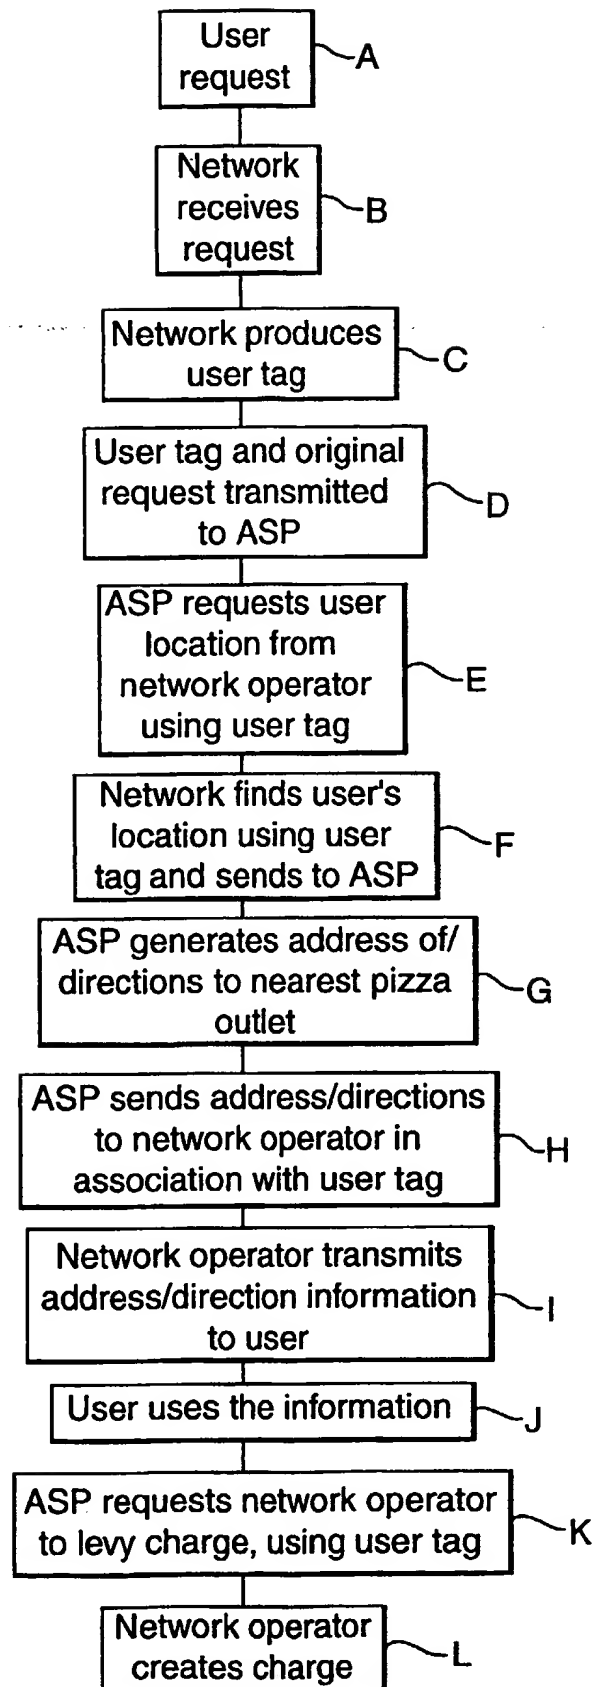 User
request
A
Network
receives
request
B
Network produces
user tag
C
User tag and original
request transmitted
to ASP
D
ASP requests user
location from
network operator
using user tag
E
Network finds user's
location using user
tag and sends to ASP
F
ASP generates address of/
directions to nearest pizza
outlet
G
ASP sends address/directions
to network operator in
association with user tag
H
Network operator transmits
address/direction information
to user
I
User uses the information
J
ASP requests network operator
to levy charge, using user tag
K
Network operator
creates charge
L